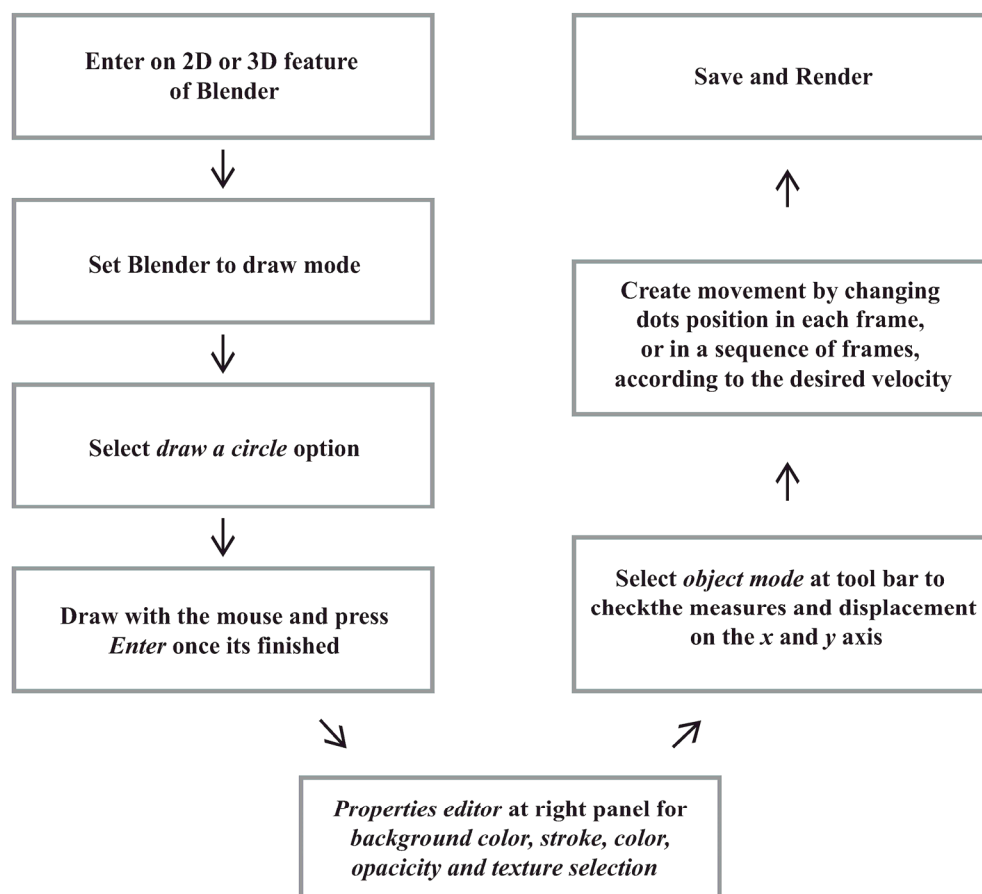 Enter on 2D or 3D feature
of Blender
Set Blender to draw mode
Select draw a circle option
Draw with the mouse and press
Enter once its finished
Properties editor at right panel for
background color, stroke, color,
opacicity and texture selection
Select object mode at tool bar to
checkthe measures and displacement
on the x and y axis
Create movement by changing
dots position in each frame,
or in a sequence of frames,
according to the desired velocity
Save and Render